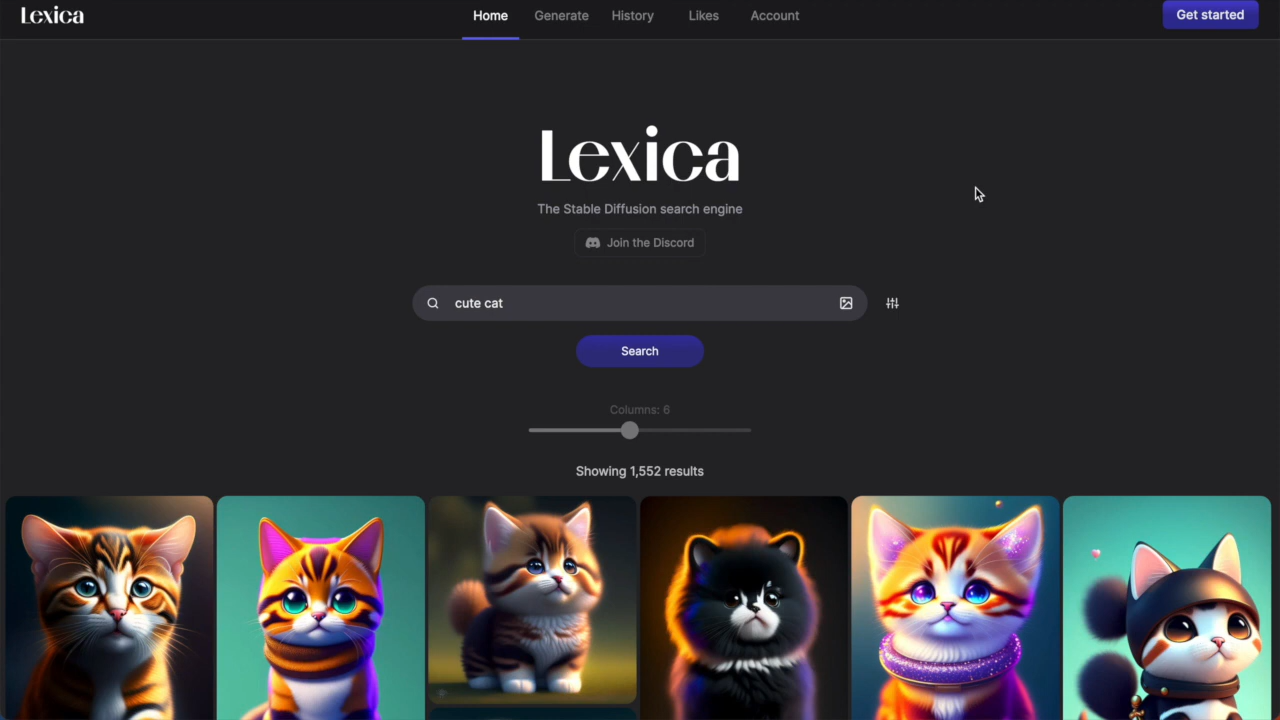 Lexica
Home Generate History Likes Account Get started
Lexica
The Stable Diffusion search engine
Join the Discord
cute cat
Search
Columns: 6
Showing 1,552 results